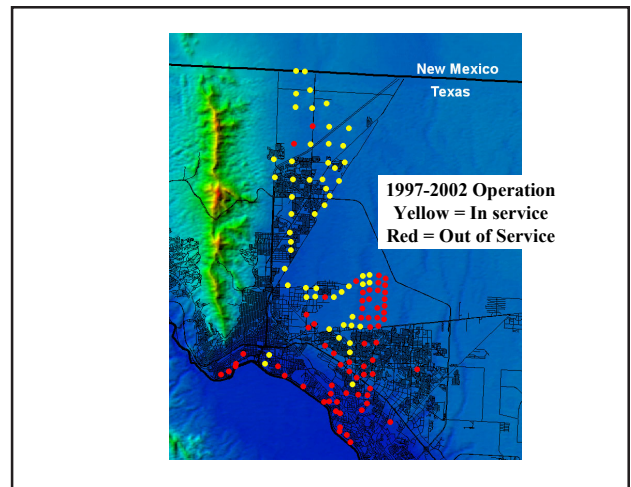 New Mexico
Texas
1997-2002 Operation
Yellow = In service
Red = Out of Service